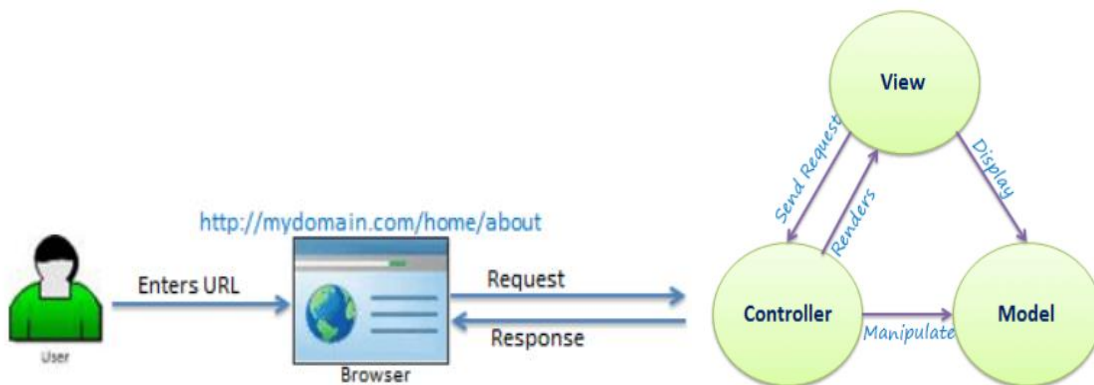 View
Send Request
Display
Renders
http://mydomain.com/home/about
Enters URL
Request
Controller
Model
Response
Manipulate
User
Browser